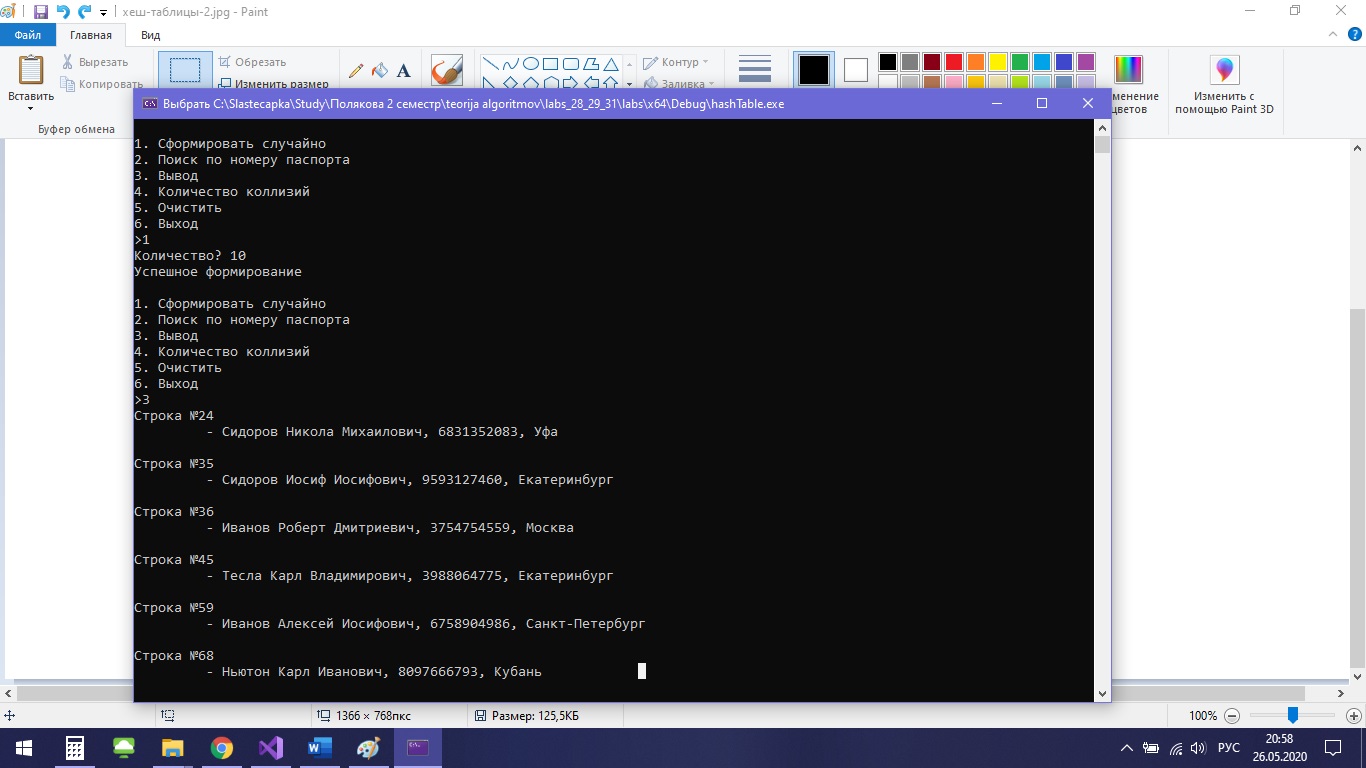 хеш-таблицы-2.jpg - Paint
Файл Главная Вид
Вставить
Вырезать
Копировать
Буфер обмена
Обрезать
Изменить размер
Контур
Заливка
Изменить с
помощью Paint 3D
Выбрать C:\Slastecapka\Study\Полякова 2 семестр\teorija algoritmov\labs_28_29_31\labs\x64\Debug\hashTable.exe
1. Сформировать случайно
2. Поиск по номеру паспорта
3. Вывод
4. Количество коллизий
5. Очистить
6. Выход
>1
Количество? 10
Успешное формирование
1. Сформировать случайно
2. Поиск по номеру паспорта
3. Вывод
4. Количество коллизий
5. Очистить
6. Выход
>3
Строка №24
- Сидоров Никола Михаилович, 6831352083, Уфа
Строка №35
- Сидоров Иосиф Иосифович, 9593127460, Екатеринбург
Строка №36
- Иванов Роберт Дмитриевич, 3754754559, Москва
Строка №45
- Тесла Карл Владимирович, 3988064775, Екатеринбург
Строка №59
- Иванов Алексей Иосифович, 6758904986, Санкт-Петербург
Строка №68
- Ньютон Карл Иванович, 8097666793, Кубань
1366 × 768пкс
Размер: 125,5КБ
100%
РУС
20:58
26.05.2020